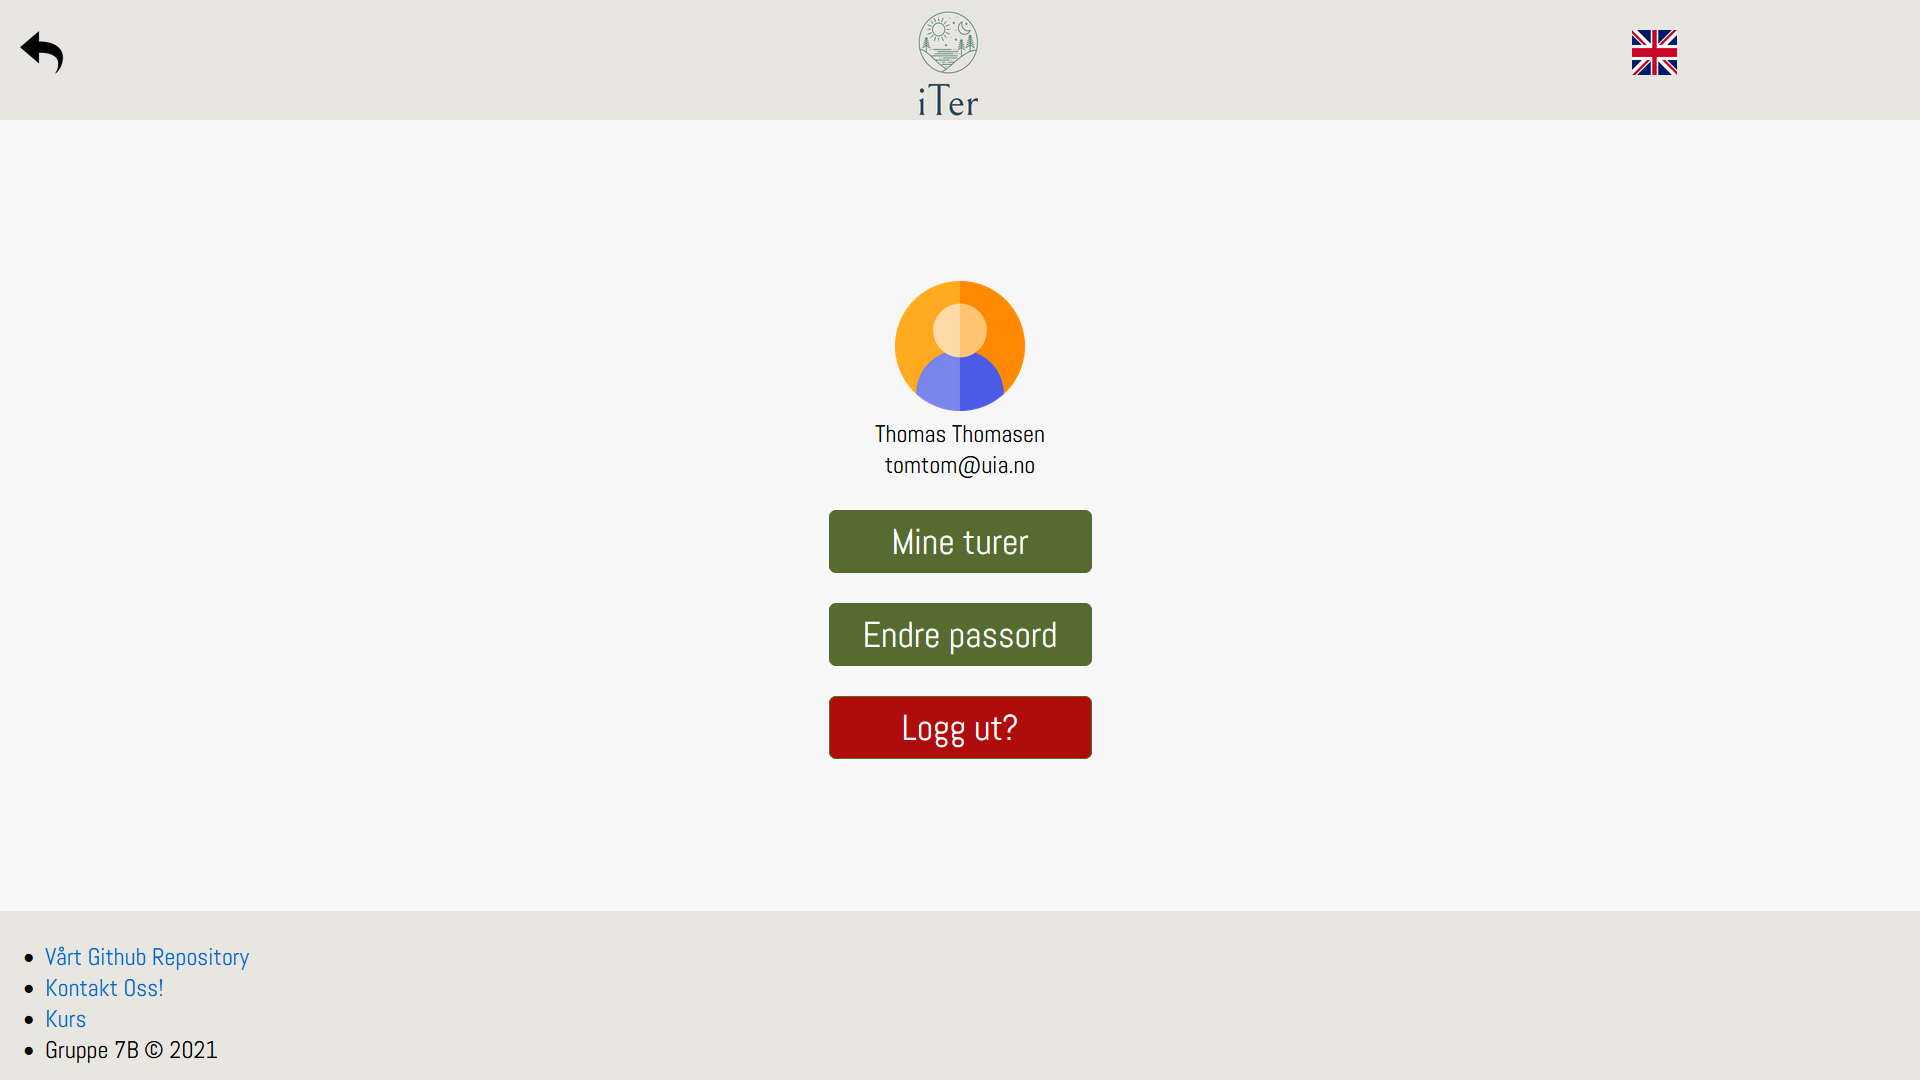 iTer
Thomas Thomasen
tomtom@uia.no
Mine turer
Endre passord
Logg ut?
Vårt Github Repository
Kontakt Oss!
Kurs
Gruppe 7B © 2021